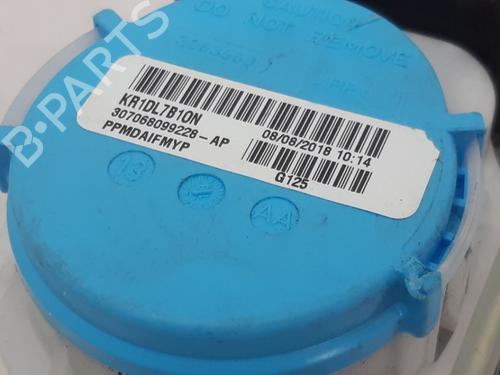 CAUTION
DO NOT REMOVE
KR1DL7B10N
307068099228-AP
PPMDAIFMYP
08/08/2018 10:14
G125
13
AA
B-PARTS